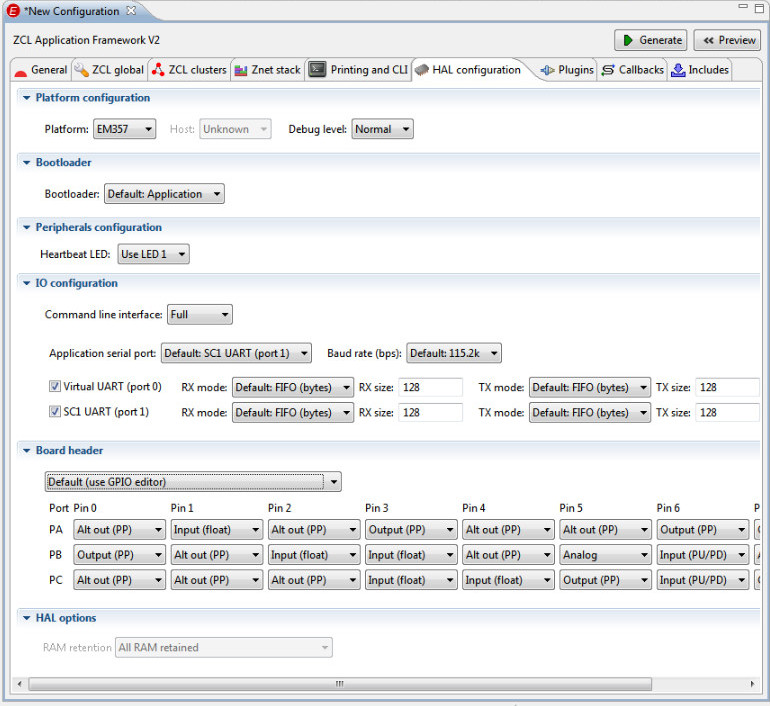 *New Configuration
ZCL Application Framework V2
Generate Preview
General ZCL global ZCL clusters Znet stack Printing and CLI HAL configuration Plugins Callbacks Includes
Platform configuration
Platform: EM357 Host: Unknown Debug level: Normal
Bootloader
Bootloader: Default: Application
Peripherals configuration
Heartbeat LED: Use LED 1
IO configuration
Command line interface: Full
Application serial port: Default: SC1 UART (port 1) Baud rate (bps): Default: 115.2k
Virtual UART (port 0) RX mode: Default: FIFO (bytes) RX size: 128 TX mode: Default: FIFO (bytes) TX size: 128
SC1 UART (port 1) RX mode: Default: FIFO (bytes) RX size: 128 TX mode: Default: FIFO (bytes) TX size: 128
Board header
Default (use GPIO editor)
Port Pin 0 Pin 1 Pin 2 Pin 3 Pin 4 Pin 5 Pin 6 P
PA Alt out (PP) Input (float) Alt out (PP) Output (PP) Alt out (PP) Alt out (PP) Output (PP)
PB Output (PP) Alt out (PP) Input (float) Input (float) Alt out (PP) Analog Input (PU/PD)
PC Alt out (PP) Alt out (PP) Alt out (PP) Input (float) Input (float) Output (PP) Input (PU/PD)
HAL options
RAM retention All RAM retained